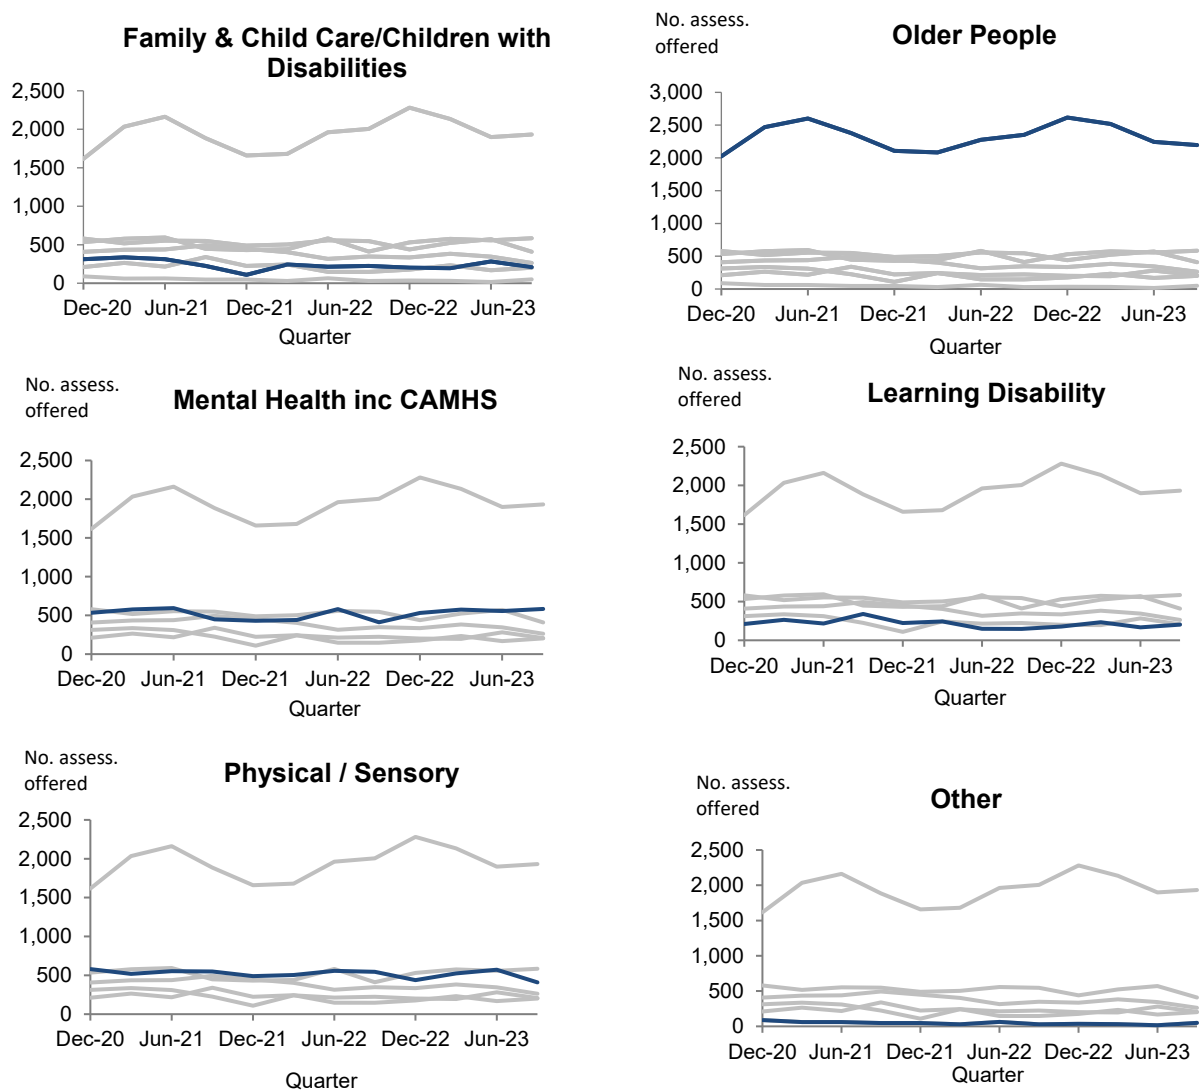 Family & Child Care/Children with
Disabilities
2,500
2,000
1,500
1,000
500
0
Dec-20 Jun-21 Dec-21 Jun-22 Dec-22 Jun-23
Quarter
No. assess.
offered
Older People
3,000
2,500
2,000
1,500
1,000
500
0
Dec-20 Jun-21 Dec-21 Jun-22 Dec-22 Jun-23
Quarter
No. assess.
offered
Mental Health inc CAMHS
2,500
2,000
1,500
1,000
500
0
Dec-20 Jun-21 Dec-21 Jun-22 Dec-22 Jun-23
Quarter
No. assess.
offered
Learning Disability
2,500
2,000
1,500
1,000
500
0
Dec-20 Jun-21 Dec-21 Jun-22 Dec-22 Jun-23
Quarter
No. assess.
offered
Physical / Sensory
2,500
2,000
1,500
1,000
500
0
Dec-20 Jun-21 Dec-21 Jun-22 Dec-22 Jun-23
Quarter
No. assess.
offered
Other
2,500
2,000
1,500
1,000
500
0
Dec-20 Jun-21 Dec-21 Jun-22 Dec-22 Jun-23
Quarter